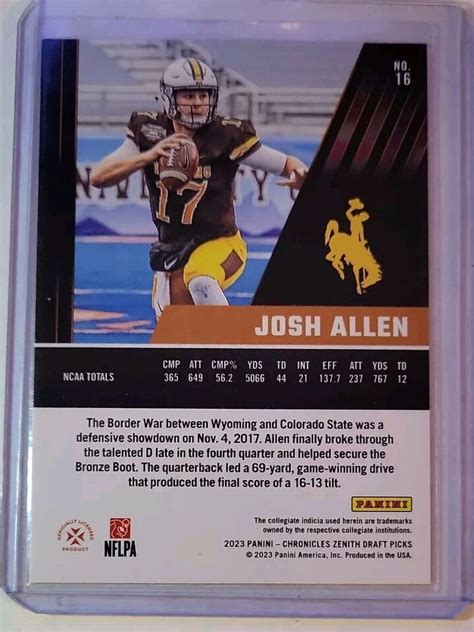 NO.
16
17
JOSH ALLEN
CMP ATT CMP% YDS TD INT EFF ATT YDS TD
NCAA TOTALS 365 649 56.2 5066 44 21 137.7 237 767 12
The Border War between Wyoming and Colorado State was a
defensive showdown on Nov. 4, 2017. Allen finally broke through
the talented D late in the fourth quarter and helped secure the
Bronze Boot. The quarterback led a 69-yard, game-winning drive
that produced the final score of a 16-13 tilt.
PANINI
OFFICIALLY LICENSED
PRODUCT
NFLPA
The collegiate indicia used herein are trademarks
owned by the respective collegiate institutions.
2023 PANINI – CHRONICLES ZENITH DRAFT PICKS
© 2023 Panini America, Inc. Produced in the USA.